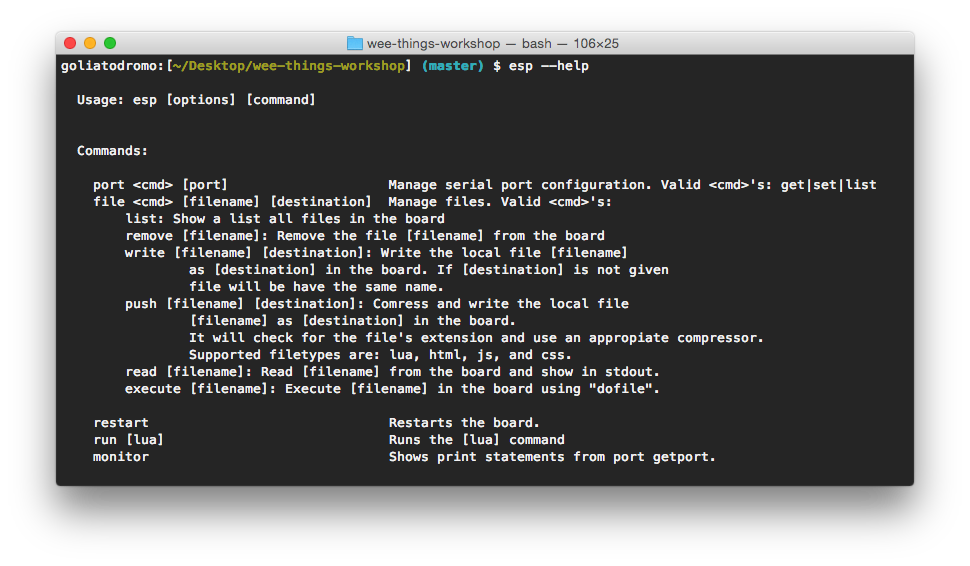 wee-things-workshop — bash — 106×25
goliatodromo:[~/Desktop/wee-things-workshop] (master) $ esp --help
Usage: esp [options] [command]
Commands:
port <cmd> [port] Manage serial port configuration. Valid <cmd>'s: get|set|list
file <cmd> [filename] [destination] Manage files. Valid <cmd>'s:
list: Show a list all files in the board
remove [filename]: Remove the file [filename] from the board
write [filename] [destination]: Write the local file [filename]
as [destination] in the board. If [destination] is not given
file will be have the same name.
push [filename] [destination]: Comress and write the local file
[filename] as [destination] in the board.
It will check for the file's extension and use an appropiate compressor.
Supported filetypes are: lua, html, js, and css.
read [filename]: Read [filename] from the board and show in stdout.
execute [filename]: Execute [filename] in the board using "dofile".
restart Restarts the board.
run [lua] Runs the [lua] command
monitor Shows print statements from port getport.